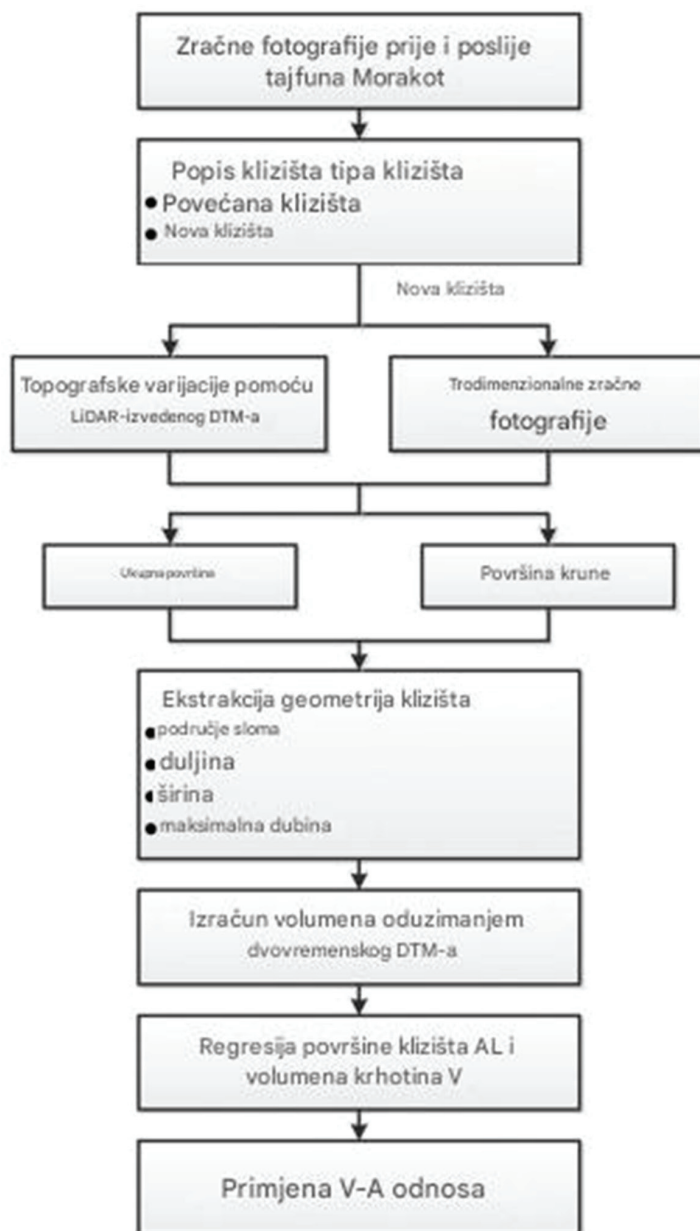 Zračne fotografije prije i poslije
tajfuna Morakot
Popis klizišta tipa klizišta
● Povećana klizišta
● Nova klizišta
Nova klizišta
Topografske varijacije pomoću
LiDAR-izvedenog DTM-a
Trodimenzionalne zračne
fotografije
Ukupna površina
Površina krune
Ekstrakcija geometrija klizišta
● područje sloma
● duljina
● širina
● maksimalna dubina
Izračun volumena oduzimanjem
dvovremenskog DTM-a
Regresija površine klizišta AL i
volumena krhotina V
Primjena V-A odnosa